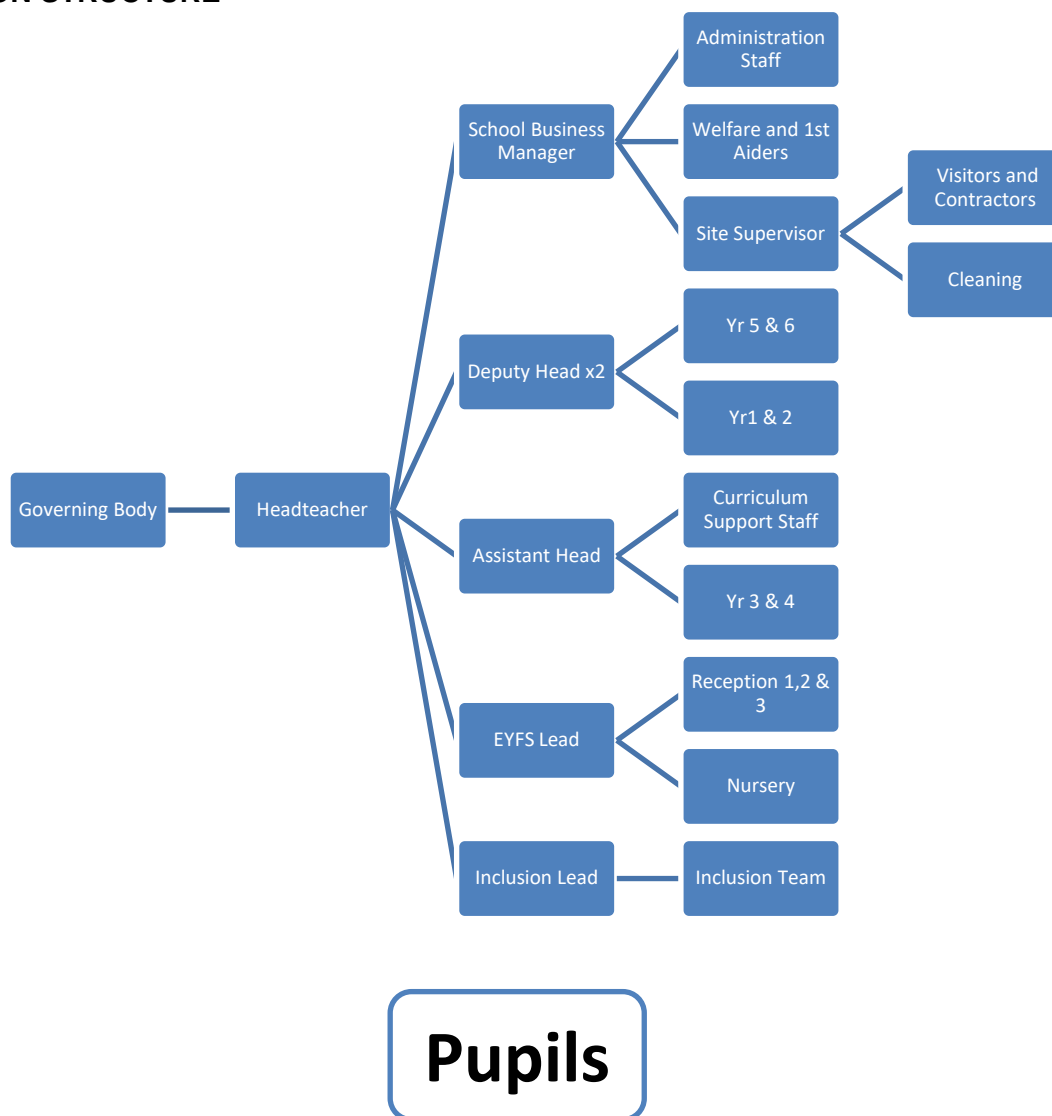 Administration
Staff
School Business
Manager
Welfare and 1st
Aiders
Visitors and
Contractors
Site Supervisor
Cleaning
Yr 5 & 6
Deputy Head x2
Yr1 & 2
Governing Body
Headteacher
Curriculum
Support Staff
Assistant Head
Yr 3 & 4
Reception 1,2 &
3
EYFS Lead
Nursery
Inclusion Lead
Inclusion Team
Pupils